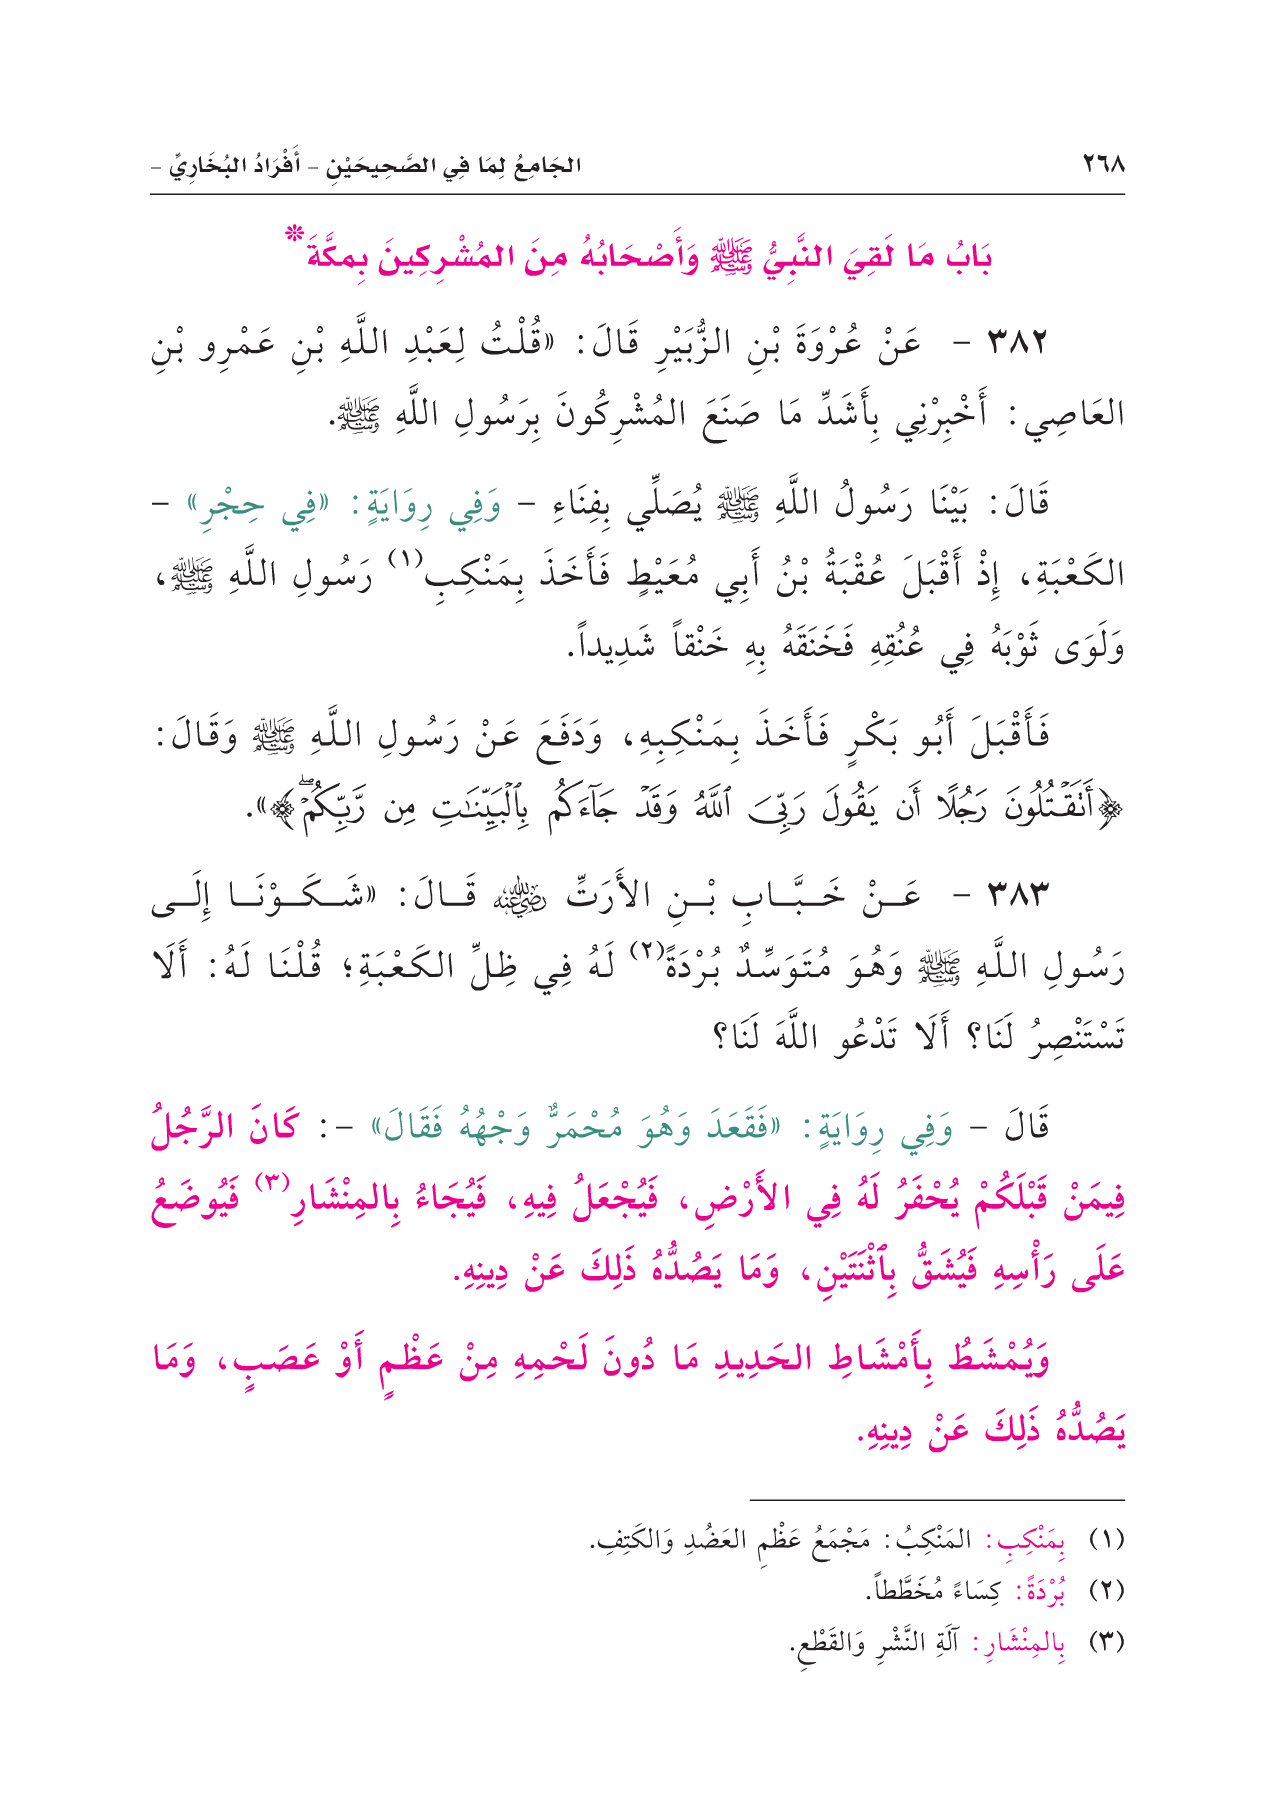 ٢٦٨ الجَامِعُ لِمَا فِي الصَّحِيحَيْنِ – أَفْرَادُ البُخَارِيِّ –
بَابُ مَا لَقِيَ النَّبِيُّ ﷺ وَأَصْحَابُهُ مِنَ المُشْرِكِينَ بِمكَّةَ*
٣٨٢ – عَنْ عُرْوَةَ بْنِ الزُّبَيْرِ قَالَ: «قُلْتُ لِعَبْدِ اللَّهِ بْنِ عَمْرِو بْنِ
العَاصِي: أَخْبِرْنِي بِأَشَدِّ مَا صَنَعَ المُشْرِكُونَ بِرَسُولِ اللَّهِ ﷺ.
قَالَ: بَيْنَا رَسُولُ اللَّهِ ﷺ يُصَلِّي بِفِنَاءِ – وَفِي رِوَايَةٍ: «فِي حِجْرِ» –
الكَعْبَةِ، إِذْ أَقْبَلَ عُقْبَةُ بْنُ أَبِي مُعَيْطٍ فَأَخَذَ بِمَنْكِبِ(١) رَسُولِ اللَّهِ ﷺ،
وَلَوَى ثَوْبَهُ فِي عُنُقِهِ فَخَنَقَهُ بِهِ خَنْقاً شَدِيداً.
فَأَقْبَلَ أَبُو بَكْرٍ فَأَخَذَ بِمَنْكِبِهِ، وَدَفَعَ عَنْ رَسُولِ اللَّهِ ﷺ وَقَالَ:
﴿أَتَقۡتُلُونَ رَجُلًا أَن يَقُولَ رَبِّيَ ٱللَّهُ وَقَدۡ جَآءَكُم بِٱلۡبَيِّنَٰتِ مِن رَّبِّكُمۡۖ﴾».
٣٨٣ – عَنْ خَبَّابِ بْنِ الأَرَتِّ رضي الله عنه قَالَ: «شَكَوْنَا إِلَى
رَسُولِ اللَّهِ ﷺ وَهُوَ مُتَوَسِّدٌ بُرْدَةً(٢) لَهُ فِي ظِلِّ الكَعْبَةِ؛ قُلْنَا لَهُ: أَلَا
تَسْتَنْصِرُ لَنَا؟ أَلَا تَدْعُو اللَّهَ لَنَا؟
قَالَ – وَفِي رِوَايَةٍ: «فَقَعَدَ وَهُوَ مُحْمَرٌّ وَجْهُهُ فَقَالَ» –: كَانَ الرَّجُلُ
فِيمَنْ قَبْلَكُمْ يُحْفَرُ لَهُ فِي الأَرْضِ، فَيُجْعَلُ فِيهِ، فَيُجَاءُ بِالمِنْشَارِ(٣) فَيُوضَعُ
عَلَى رَأْسِهِ فَيُشَقُّ بِٱثْنَتَيْنِ، وَمَا يَصُدُّهُ ذَلِكَ عَنْ دِينِهِ.
وَيُمْشَطُ بِأَمْشَاطِ الحَدِيدِ مَا دُونَ لَحْمِهِ مِنْ عَظْمٍ أَوْ عَصَبٍ، وَمَا
يَصُدُّهُ ذَلِكَ عَنْ دِينِهِ.
(١) بِمَنْكِبِ: المَنْكِبُ: مَجْمَعُ عَظْمِ العَضُدِ وَالكَتِفِ.
(٢) بُرْدَةً: كِسَاءً مُخَطَّطاً.
(٣) بِالمِنْشَارِ: آلَةِ النَّشْرِ وَالقَطْعِ.